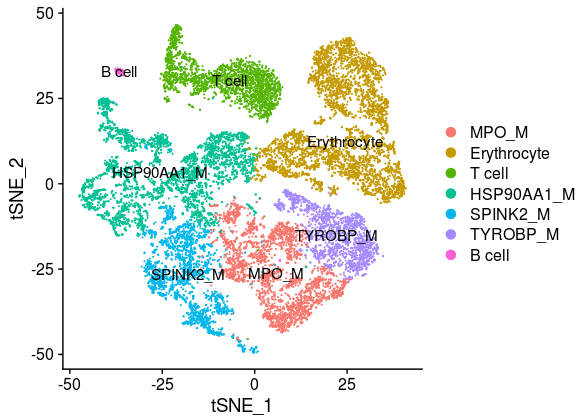 50
25
0
-25
-50
tSNE_2
-50
-25
0
25
tSNE_1
B cell
T cell
Erythrocyte
HSP90AA1_M
TYROBP_M
SPINK2_M
MPO_M
MPO_M
Erythrocyte
T cell
HSP90AA1_M
SPINK2_M
TYROBP_M
B cell